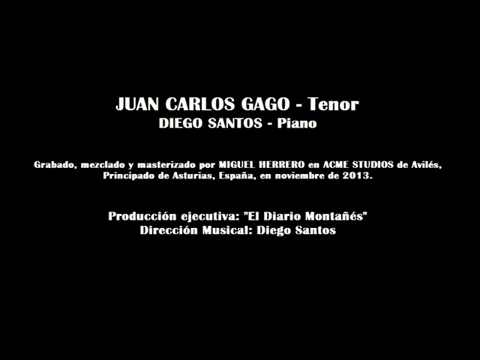 JUAN CARLOS GAGO - Tenor
DIEGO SANTOS - Piano
Grabado, mezclado y masterizado por MIGUEL HERRERO en ACME STUDIOS de Avilés,
Principado de Asturias, España, en noviembre de 2013.
Producción ejecutiva: "El Diario Montañés"
Dirección Musical: Diego Santos